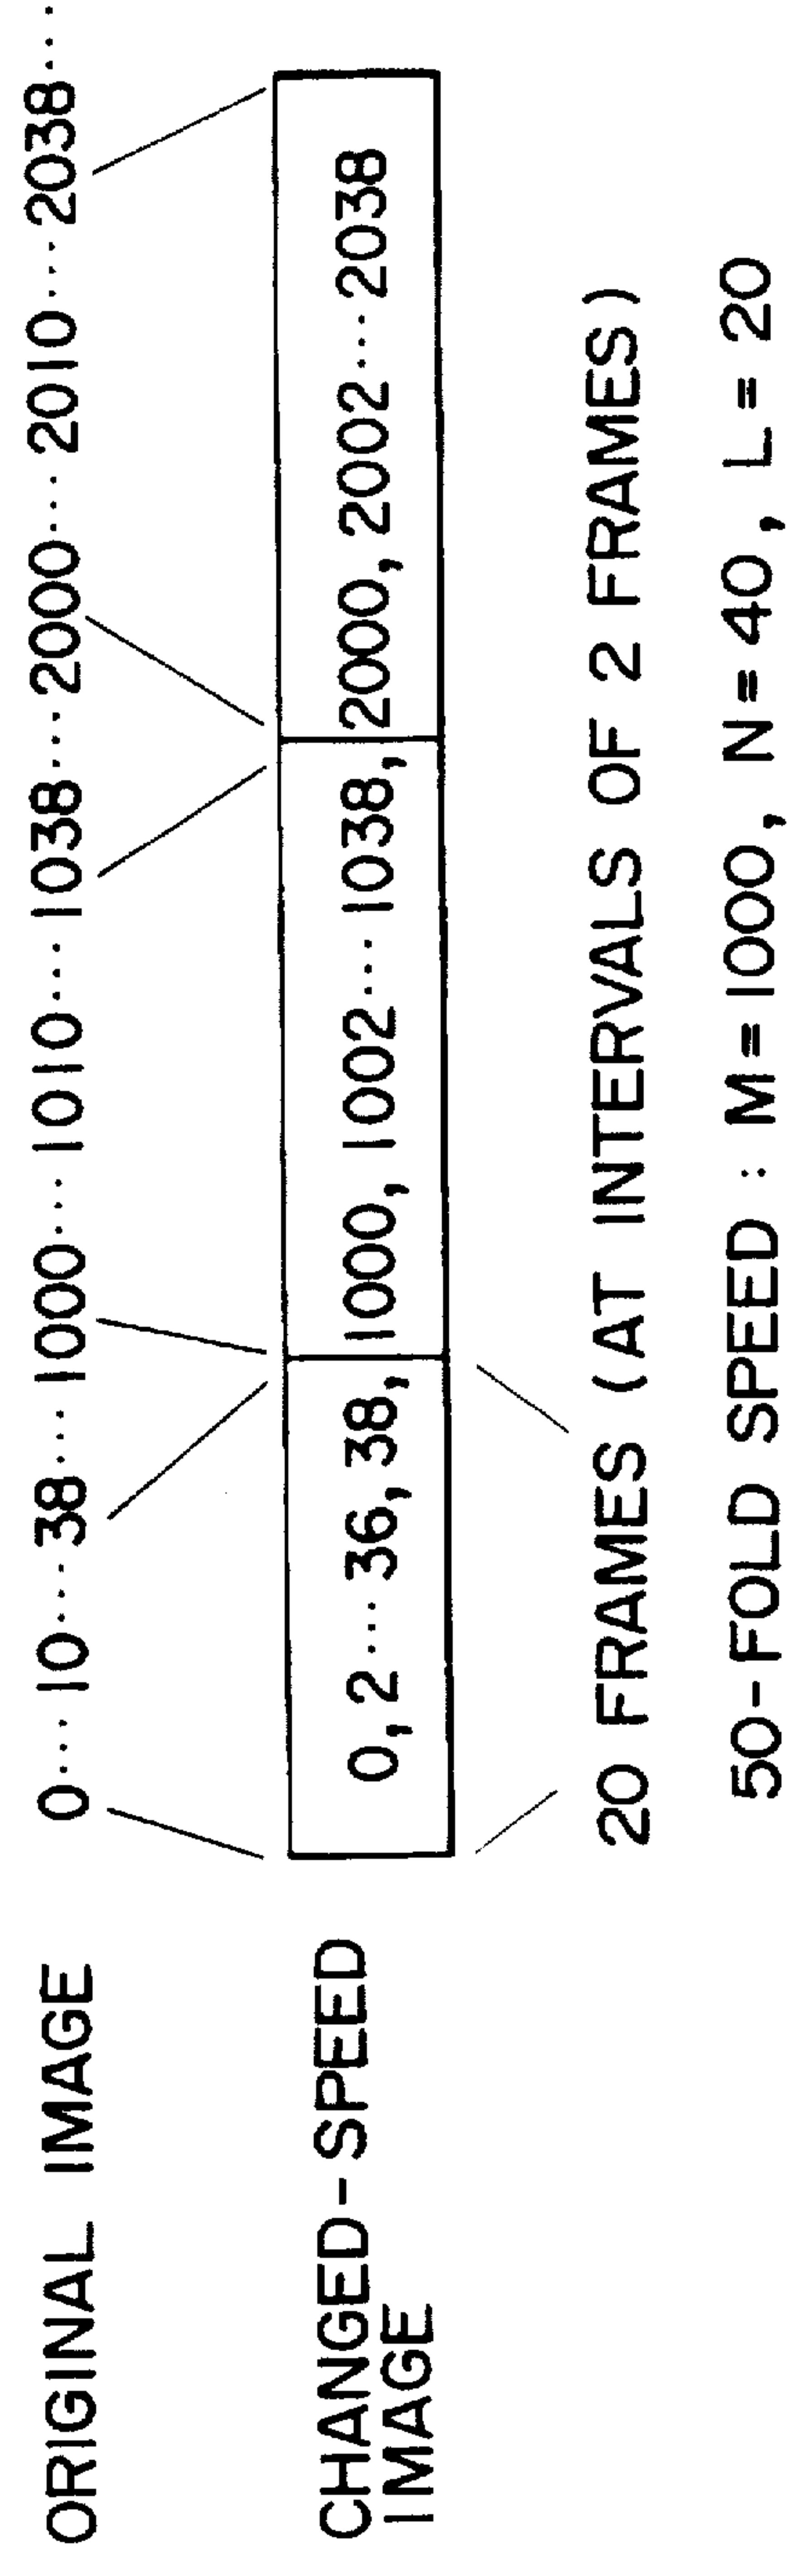 ORIGINAL IMAGE 0···10···38···1000···1010···1038···2000···2010···2038···
CHANGED-SPEED
IMAGE
0, 2···36, 38, 1000, 1002···1038, 2000, 2002···2038
20 FRAMES (AT INTERVALS OF 2 FRAMES)
50-FOLD SPEED : M=1000, N=40, L=20